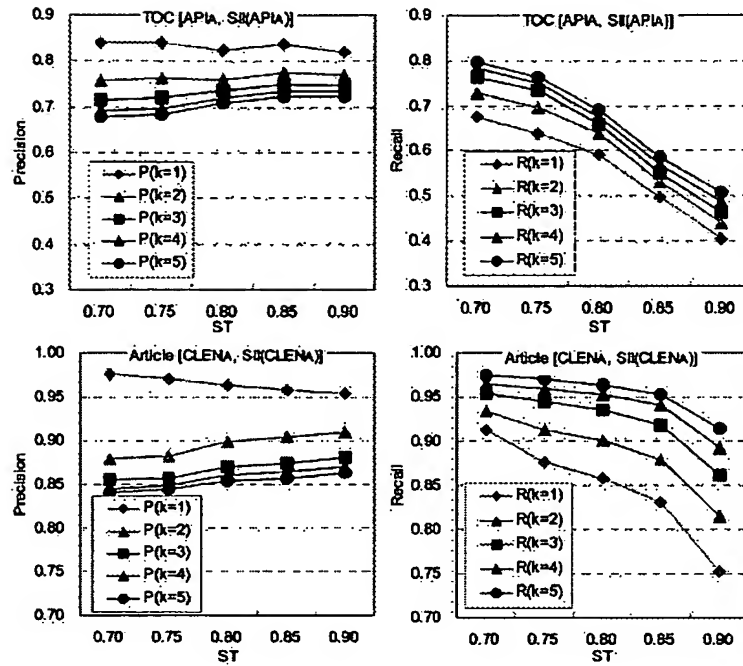 TOC [APIA, SII(APIA)]
Precision
0.9
0.8
0.7
0.6
0.5
0.4
0.3
P(k=1)
P(k=2)
P(k=3)
P(k=4)
P(k=5)
0.70 0.75 0.80 0.85 0.90
ST
TOC [APIA, SII(APIA)]
Recall
0.9
0.8
0.7
0.6
0.5
0.4
0.3
R(k=1)
R(k=2)
R(k=3)
R(k=4)
R(k=5)
0.70 0.75 0.80 0.85 0.90
ST
Article [CLENA, SII(CLENA)]
Precision
1.00
0.95
0.90
0.85
0.80
0.75
0.70
P(k=1)
P(k=2)
P(k=3)
P(k=4)
P(k=5)
0.70 0.75 0.80 0.85 0.90
ST
Article [CLENA, SII(CLENA)]
Recall
1.00
0.95
0.90
0.85
0.80
0.75
0.70
R(k=1)
R(k=2)
R(k=3)
R(k=4)
R(k=5)
0.70 0.75 0.80 0.85 0.90
ST